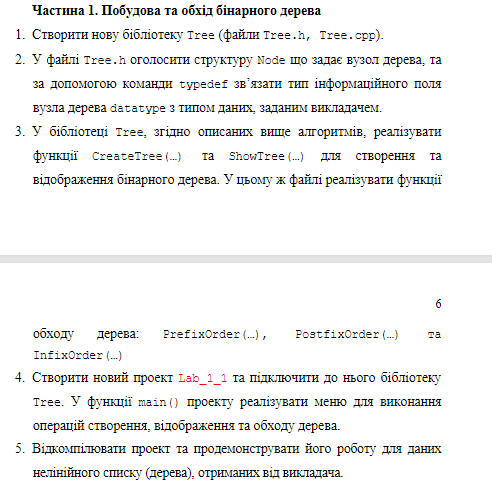 Частина 1. Побудова та обхід бінарного дерева
1. Створити нову бібліотеку Tree (файли Tree.h, Tree.cpp).
2. У файлі Tree.h оголосити структуру Node що задає вузол дерева, та
за допомогою команди typedef зв'язати тип інформаційного поля
вузла дерева datatype з типом даних, заданим викладачем.
3. У бібліотеці Tree, згідно описаних вище алгоритмів, реалізувати
функції CreateTree(…) та ShowTree(…) для створення та
відображення бінарного дерева. У цьому ж файлі реалізувати функції
6
обходу дерева: PrefixOrder(…), PostfixOrder(…) та
InfixOrder(…)
4. Створити новий проект Lab_1_1 та підключити до нього бібліотеку
Tree. У функції main() проекту реалізувати меню для виконання
операцій створення, відображення та обходу дерева.
5. Відкомпілювати проект та продемонструвати його роботу для даних
нелінійного списку (дерева), отриманих від викладача.